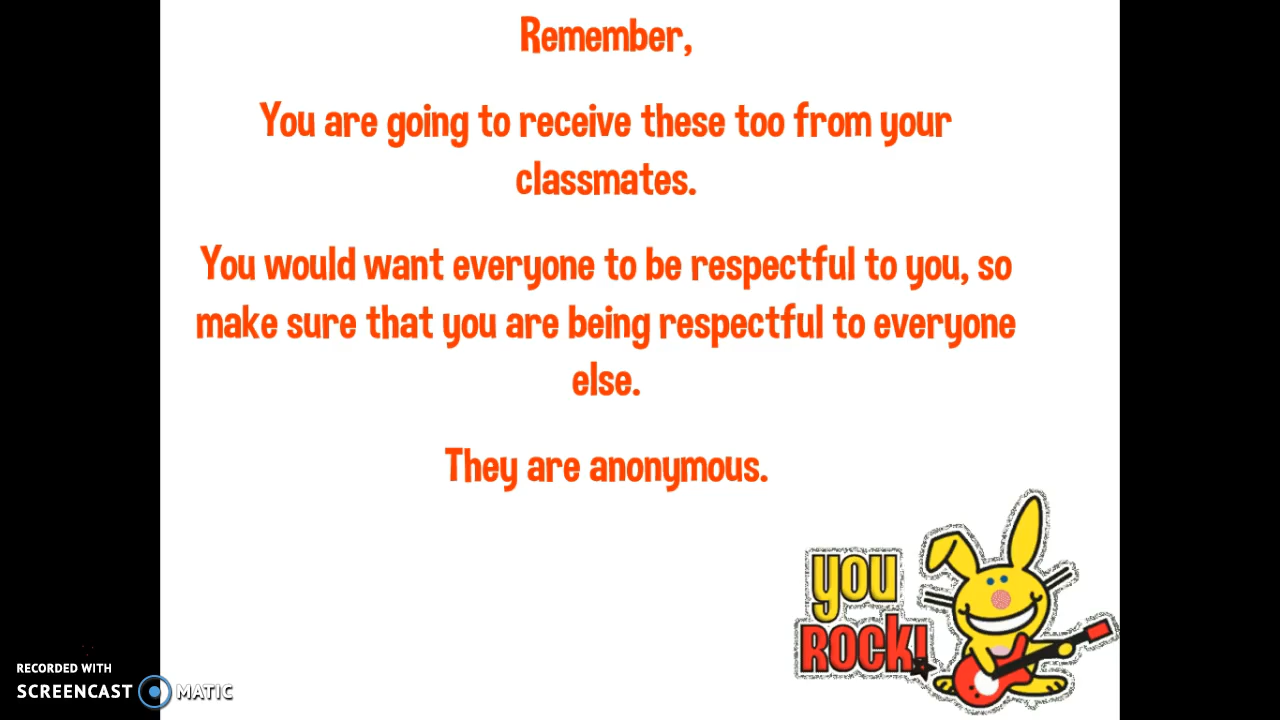 Remember,
You are going to receive these too from your
classmates.
You would want everyone to be respectful to you, so
make sure that you are being respectful to everyone
else.
They are anonymous.
you
ROCK!
RECORDED WITH
SCREENCAST MATIC